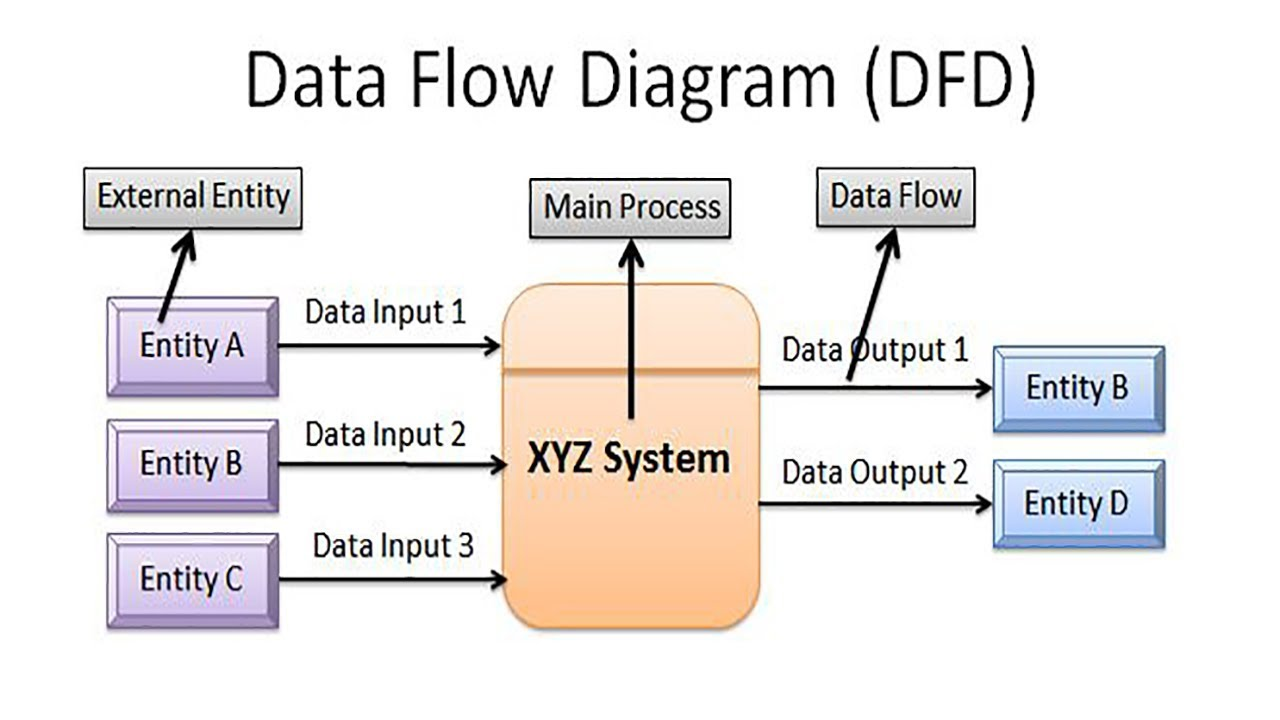 Data Flow Diagram (DFD)
External Entity
Main Process
Data Flow
Entity A
Data Input 1
Data Output 1
Entity B
Entity B
Data Input 2
XYZ System
Data Output 2
Entity D
Entity C
Data Input 3